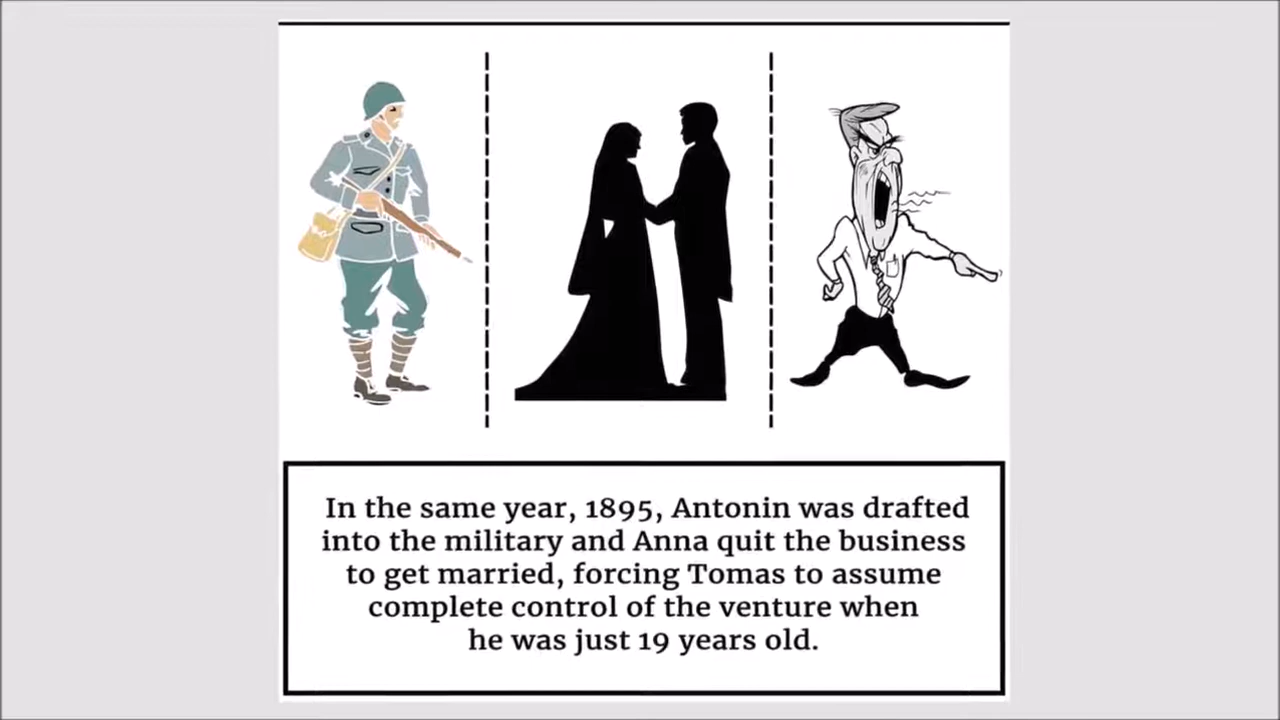 In the same year, 1895, Antonin was drafted
into the military and Anna quit the business
to get married, forcing Tomas to assume
complete control of the venture when
he was just 19 years old.